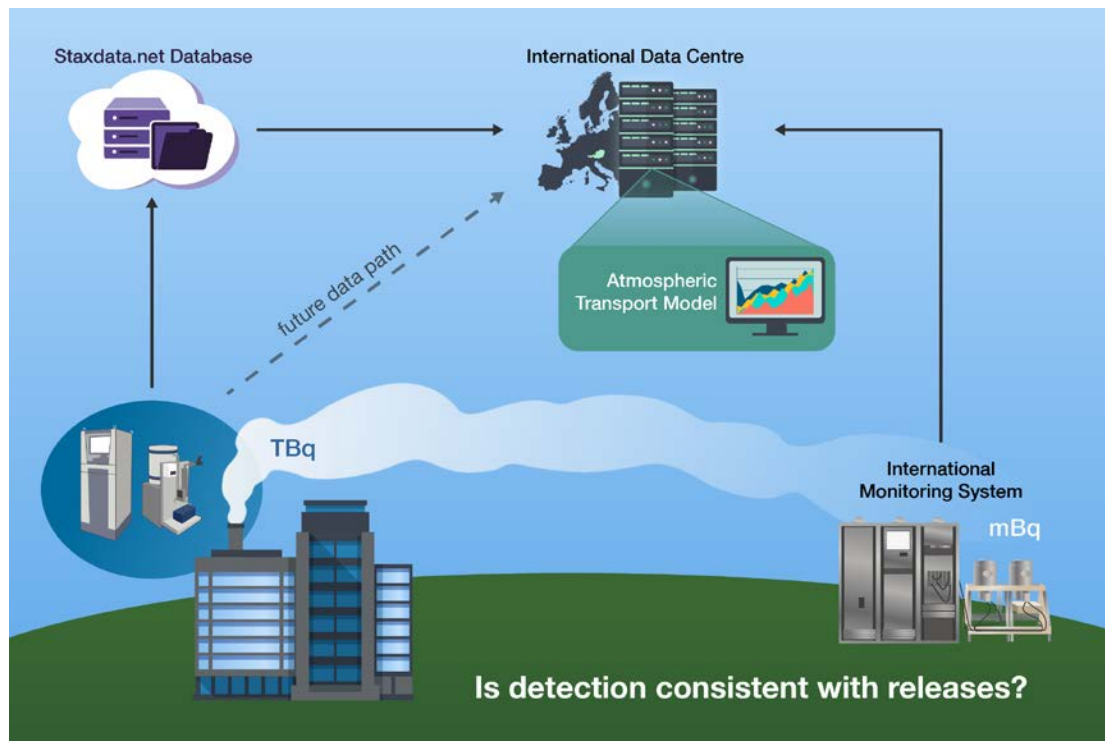 Staxdata.net Database
International Data Centre
Atmospheric
Transport Model
future data path
TBq
International
Monitoring System
mBq
Is detection consistent with releases?